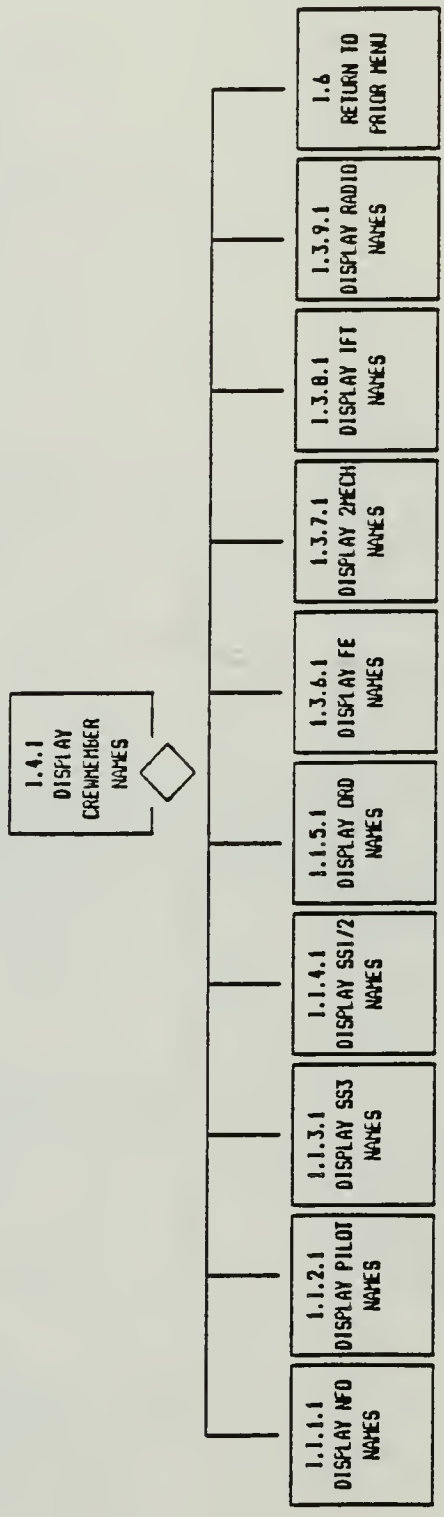 1.4.1
DISPLAY
CREWMEMBER
NAMES
1.1.1.1
DISPLAY NFO
NAMES
1.1.2.1
DISPLAY PILOT
NAMES
1.1.3.1
DISPLAY SS3
NAMES
1.1.4.1
DISPLAY SS1/2
NAMES
1.1.5.1
DISPLAY ORD
NAMES
1.3.6.1
DISPLAY FE
NAMES
1.3.7.1
DISPLAY 2MECH
NAMES
1.3.8.1
DISPLAY IFT
NAMES
1.3.9.1
DISPLAY RADIO
NAMES
1.6
RETURN TO
PRIOR MENU